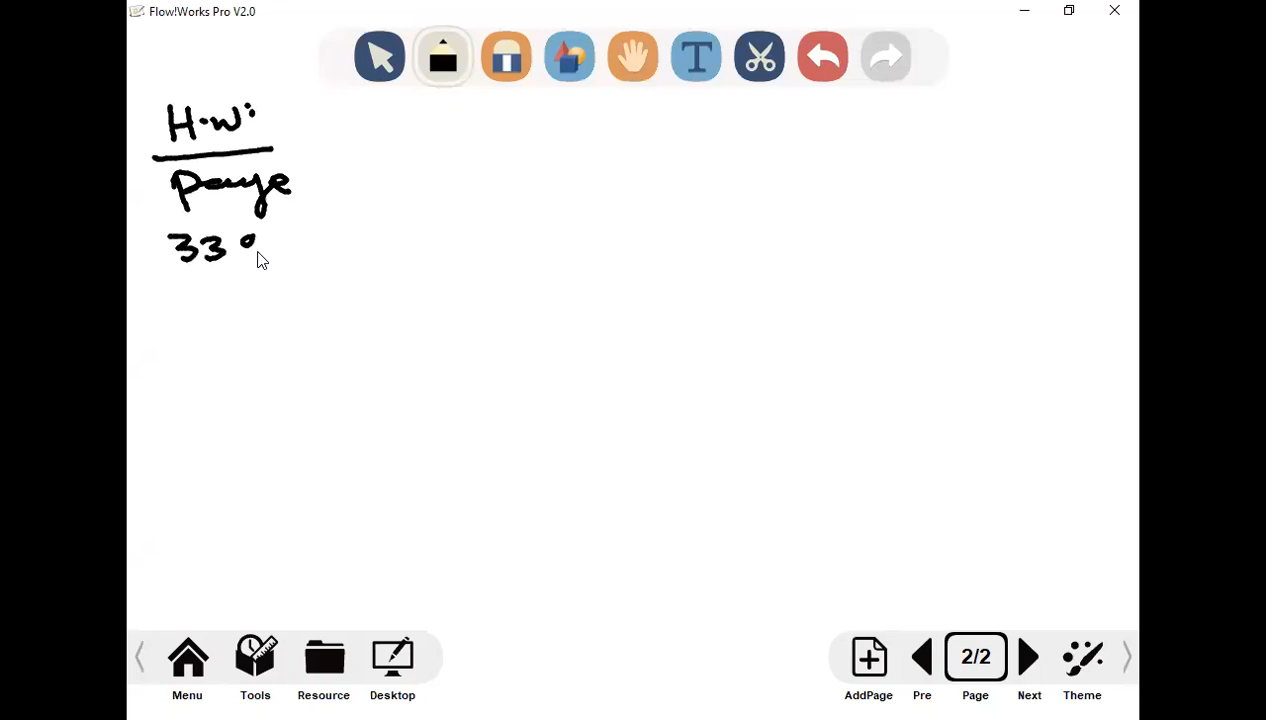 Flow!Works Pro V2.0
H.W:
Page
33°
2/2
Menu Tools Resource Desktop AddPage Pre Page Next Theme